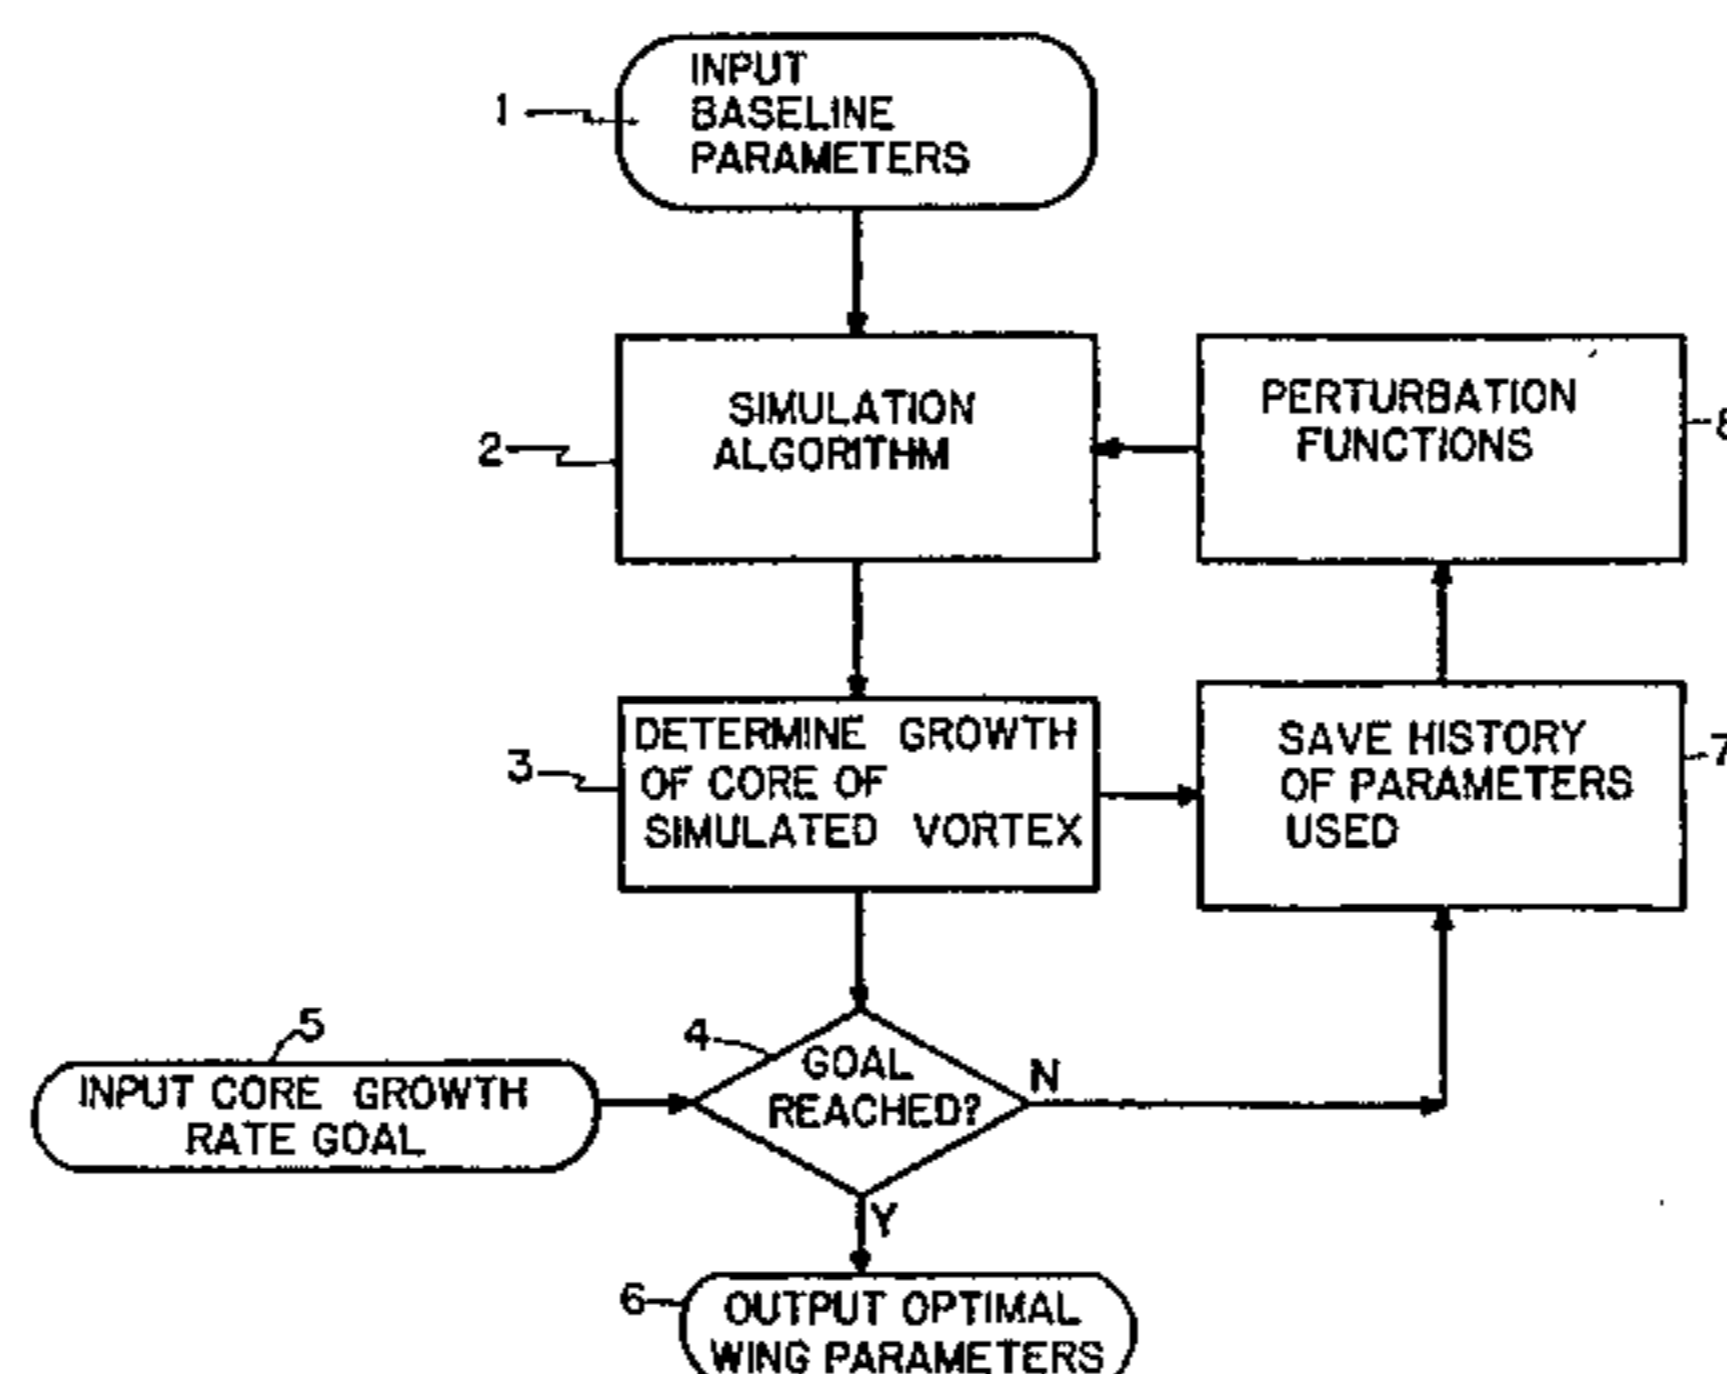 1
INPUT
BASELINE
PARAMETERS
2
SIMULATION
ALGORITHM
PERTURBATION
FUNCTIONS
8
3
DETERMINE GROWTH
OF CORE OF
SIMULATED VORTEX
SAVE HISTORY
OF PARAMETERS
USED
7
5
INPUT CORE GROWTH
RATE GOAL
4
GOAL
REACHED?
N
Y
6
OUTPUT OPTIMAL
WING PARAMETERS